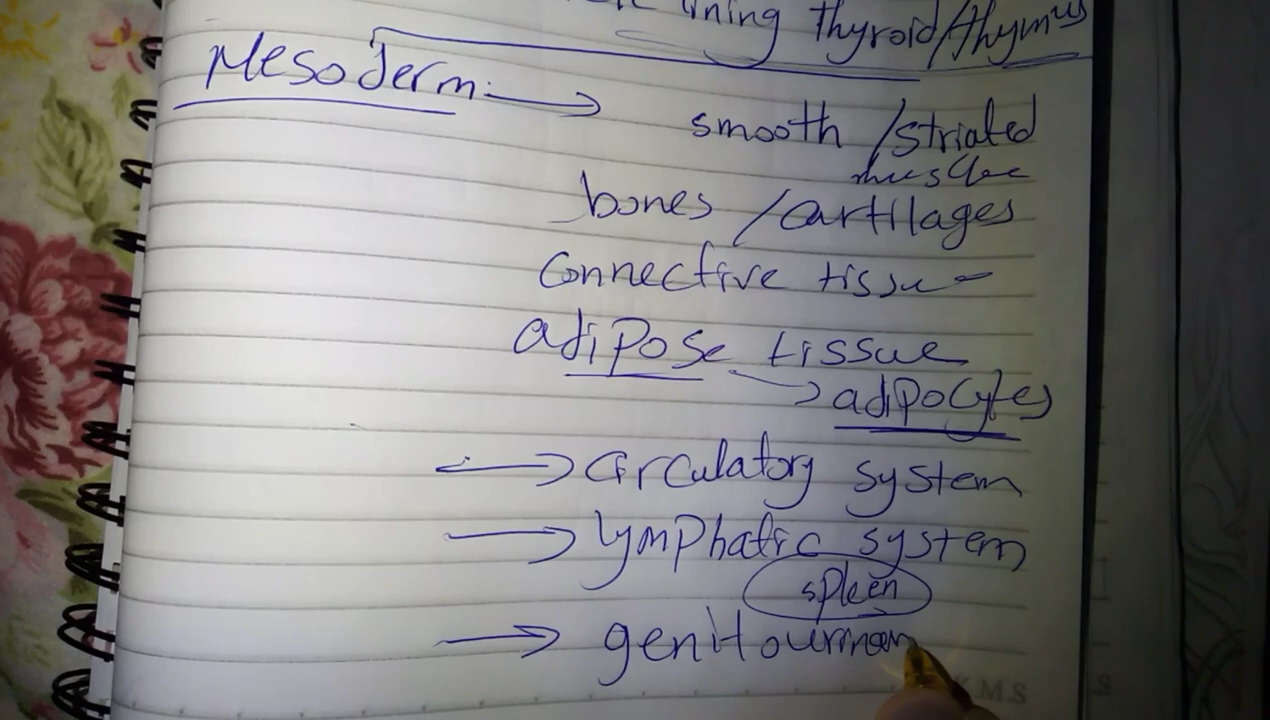 lining thyroid/thymus
Mesoderm: → smooth /striated
muscle
bones /cartilages
Connective tissue
adipose tissue
→ adipocytes
→ circulatory system
→ lymphatic system
spleen
→ genitourinary
K.M.S